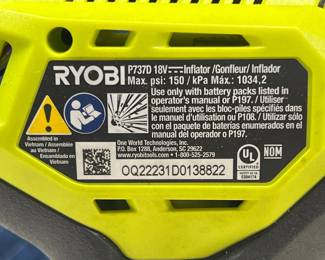 RYOBI
P737D 18V Inflator /Gonfleur/ Inflador
Max. psi: 150 / kPa Máx.: 1034,2
Use only with battery packs listed in
operator's manual or P197. / Utiliser
seulement avec les bloc-piles spécifiés dans
le manuel d'utilisation ou P108. / Utilizar sólo
con el paquete de baterías enumerados en el
manual del operador o P197.
Assembled in
Vietnam /
Assemblé au
Vietnam /
Ensamblado en
Vietnam
One World Technologies, Inc.
P.O. Box 1288, Anderson, SC 29622
www.ryobitools.com • 1-800-525-2579
OQ22231D0138822
UL
LISTED
NOM